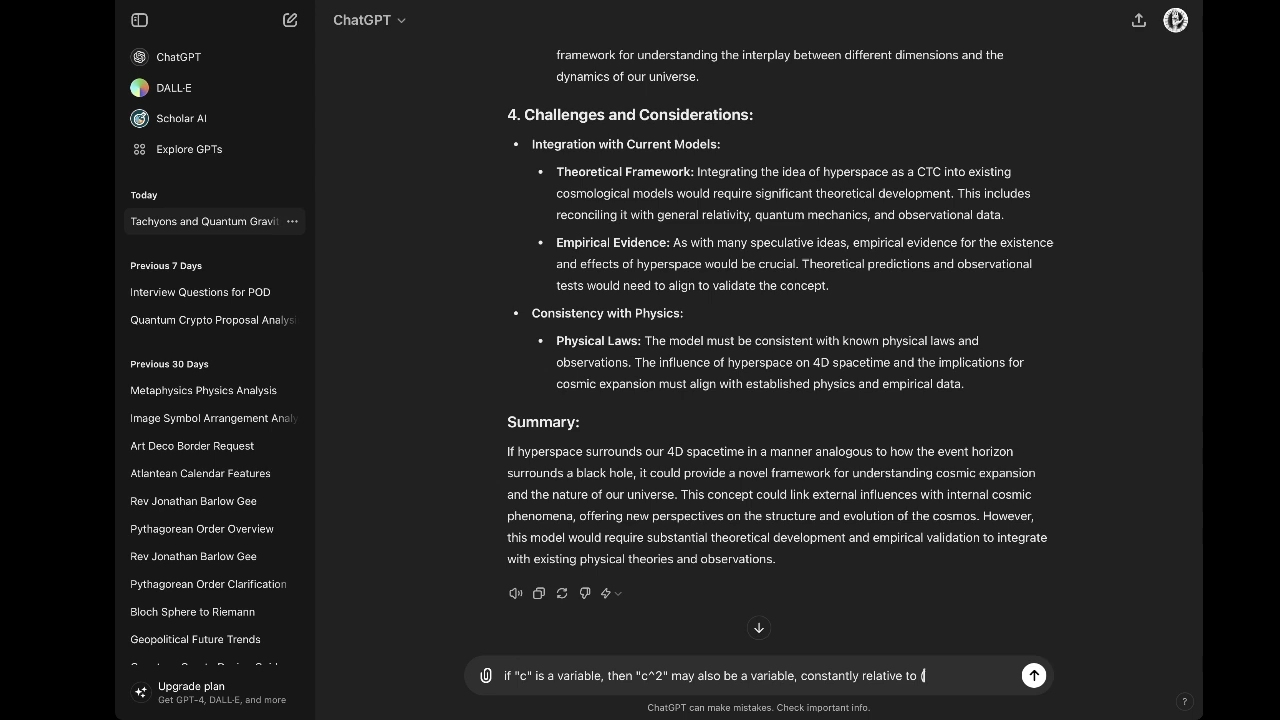 ChatGPT
ChatGPT
DALL·E
Scholar AI
Explore GPTs
Today
Tachyons and Quantum Gravit
Previous 7 Days
Interview Questions for POD
Quantum Crypto Proposal Analysi
Previous 30 Days
Metaphysics Physics Analysis
Image Symbol Arrangement Analy
Art Deco Border Request
Atlantean Calendar Features
Rev Jonathan Barlow Gee
Pythagorean Order Overview
Rev Jonathan Barlow Gee
Pythagorean Order Clarification
Bloch Sphere to Riemann
Geopolitical Future Trends
Upgrade plan
Get GPT-4, DALL·E, and more
framework for understanding the interplay between different dimensions and the
dynamics of our universe.
4. Challenges and Considerations:
• Integration with Current Models:
• Theoretical Framework: Integrating the idea of hyperspace as a CTC into existing
cosmological models would require significant theoretical development. This includes
reconciling it with general relativity, quantum mechanics, and observational data.
• Empirical Evidence: As with many speculative ideas, empirical evidence for the existence
and effects of hyperspace would be crucial. Theoretical predictions and observational
tests would need to align to validate the concept.
• Consistency with Physics:
• Physical Laws: The model must be consistent with known physical laws and
observations. The influence of hyperspace on 4D spacetime and the implications for
cosmic expansion must align with established physics and empirical data.
Summary:
If hyperspace surrounds our 4D spacetime in a manner analogous to how the event horizon
surrounds a black hole, it could provide a novel framework for understanding cosmic expansion
and the nature of our universe. This concept could link external influences with internal cosmic
phenomena, offering new perspectives on the structure and evolution of the cosmos. However,
this model would require substantial theoretical development and empirical validation to integrate
with existing physical theories and observations.
if "c" is a variable, then "c^2" may also be a variable, constantly relative to (
ChatGPT can make mistakes. Check important info.
?